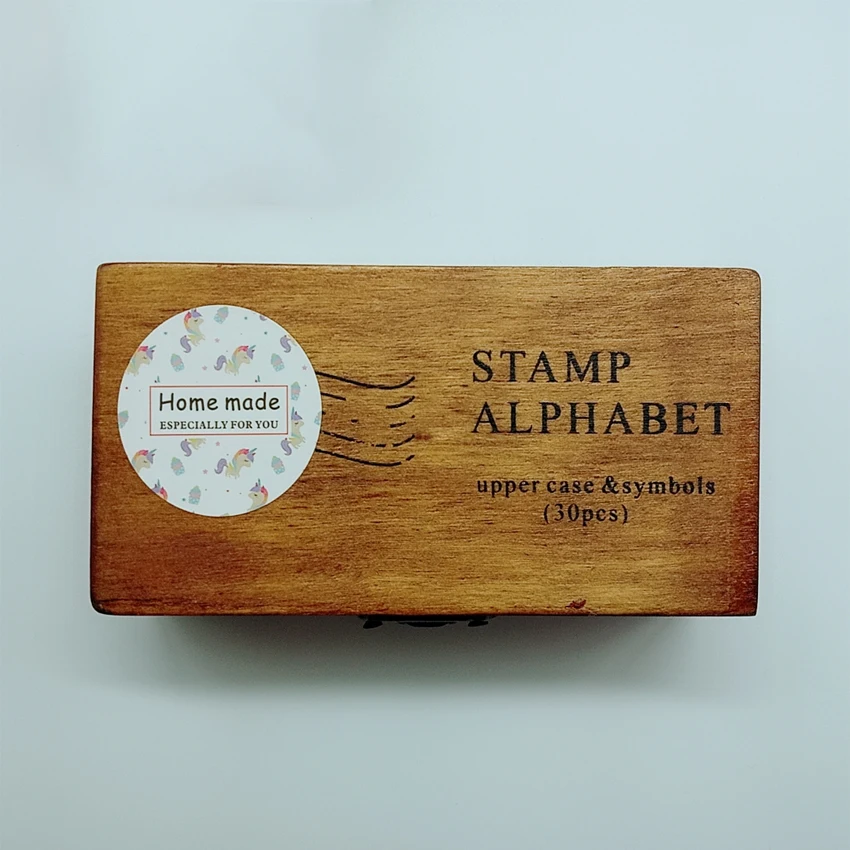 Home made
ESPECIALLY FOR YOU
STAMP
ALPHABET
upper case &symbols
(30pcs)